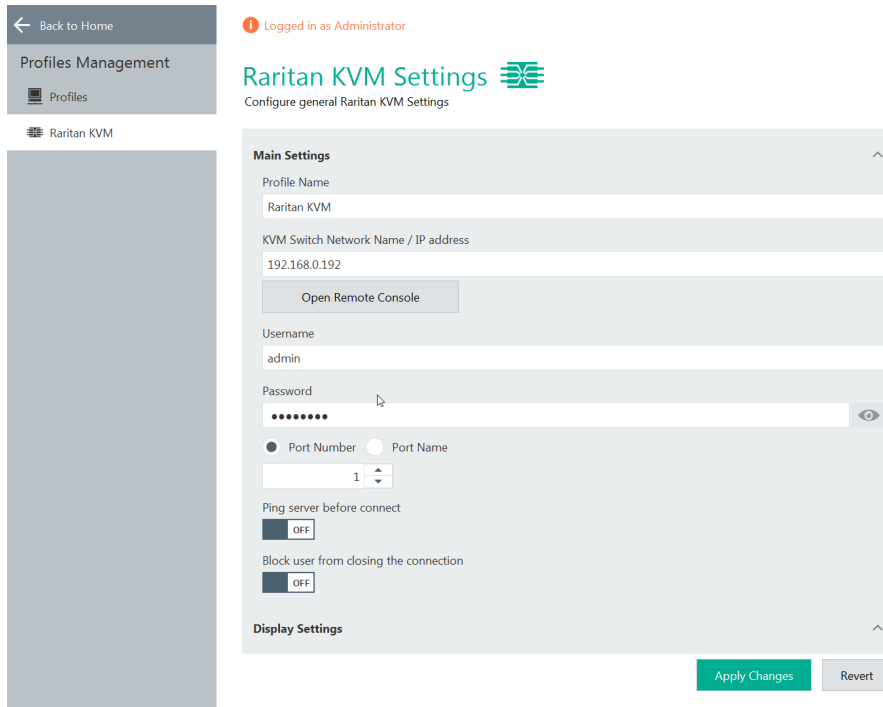 Back to Home
Profiles Management
Profiles
Raritan KVM
Logged in as Administrator
Raritan KVM Settings
Configure general Raritan KVM Settings
Main Settings
Profile Name
Raritan KVM
KVM Switch Network Name / IP address
192.168.0.192
Open Remote Console
Username
admin
Password
●●●●●●●●
Port Number Port Name
1
Ping server before connect
OFF
Block user from closing the connection
OFF
Display Settings
Apply Changes Revert